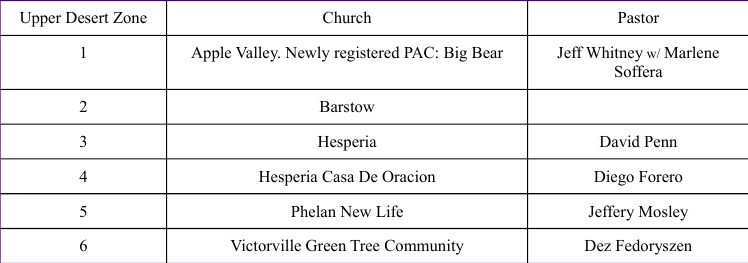 Upper Desert Zone Church Pastor
1 Apple Valley. Newly registered PAC: Big Bear Jeff Whitney w/ Marlene
Soffera
2 Barstow
3 Hesperia David Penn
4 Hesperia Casa De Oracion Diego Forero
5 Phelan New Life Jeffery Mosley
6 Victorville Green Tree Community Dez Fedoryszen